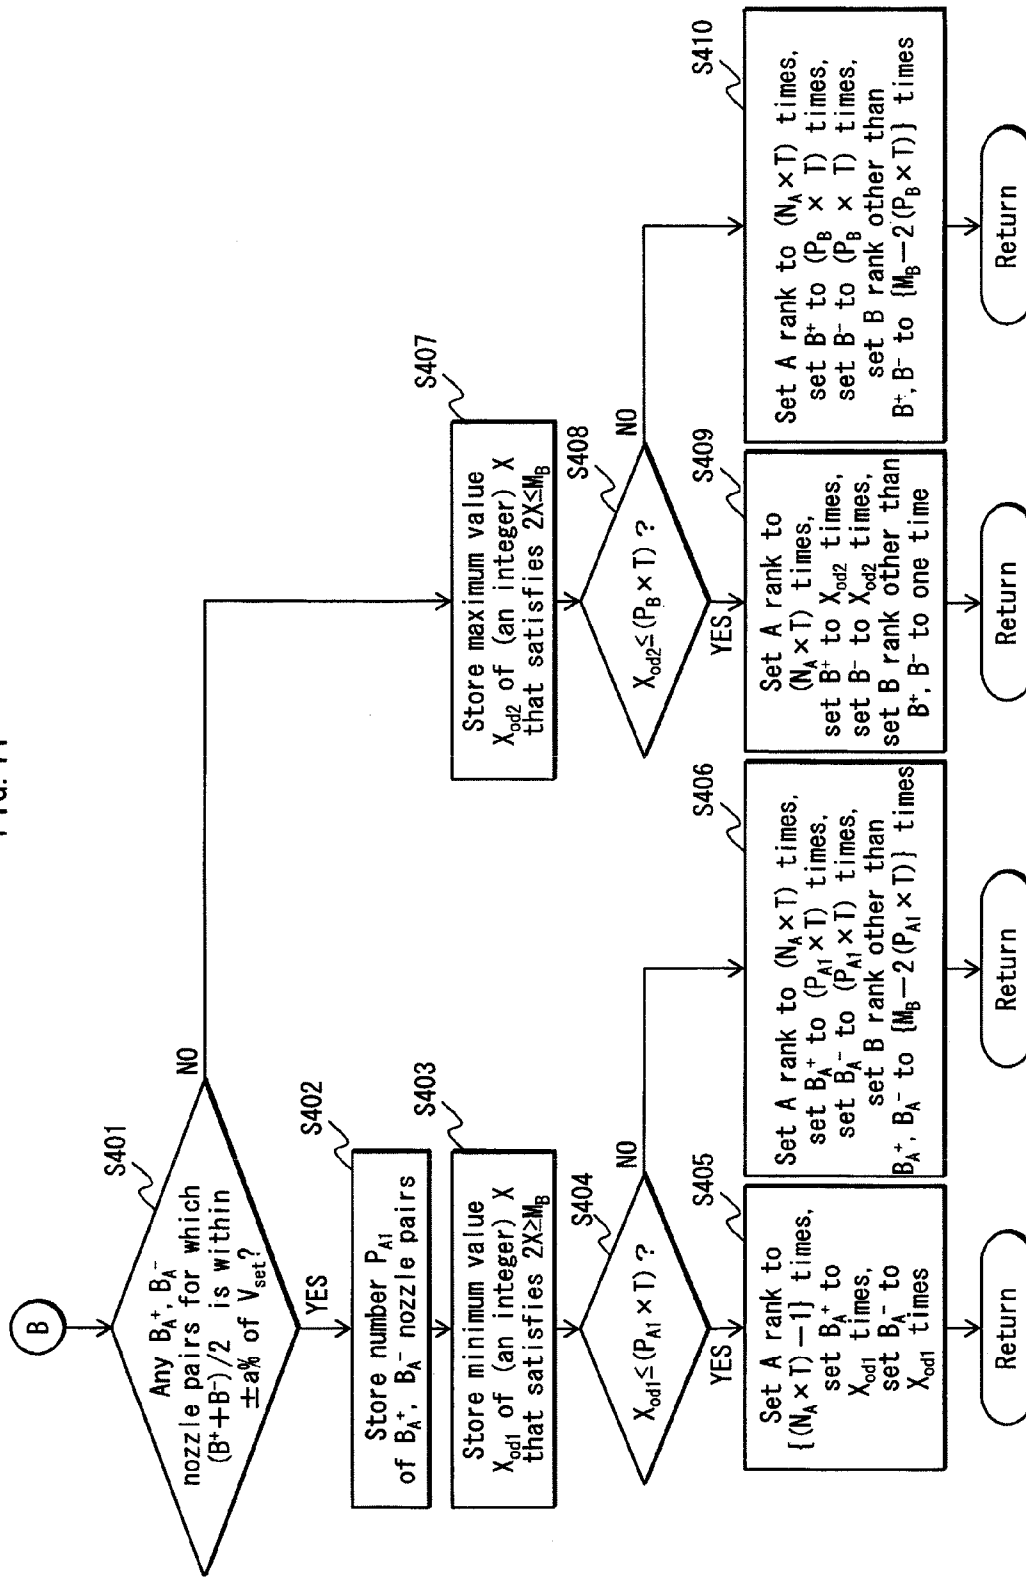 B
S401
Any B_A⁺, B_A⁻
nozzle pairs for which
(B⁺+B⁻)/2 is within
±a% of V_set?
NO
YES
S402
Store number P_A1
of B_A⁺, B_A⁻ nozzle pairs
S403
Store minimum value
X_od1 of (an integer) X
that satisfies 2X≥M_B
S404
X_od1≤(P_A1×T)?
NO
YES
S405
Set A rank to
{(N_A×T)−1} times,
set B_A⁺ to
X_od1 times,
set B_A⁻ to
X_od1 times
Return
S406
Set A rank to (N_A×T) times,
set B_A⁺ to (P_A1×T) times,
set B_A⁻ to (P_A1×T) times,
set B rank other than
B_A⁺, B_A⁻ to {M_B−2(P_A1×T)} times
Return
S407
Store maximum value
X_od2 of (an integer) X
that satisfies 2X≤M_B
S408
X_od2≤(P_B×T)?
NO
YES
S409
Set A rank to
(N_A×T) times,
set B⁺ to X_od2 times,
set B⁻ to X_od2 times,
set B rank other than
B⁺, B⁻ to one time
Return
S410
Set A rank to (N_A×T) times,
set B⁺ to (P_B × T) times,
set B⁻ to (P_B × T) times,
set B rank other than
B⁺, B⁻ to {M_B−2(P_B×T)} times
Return